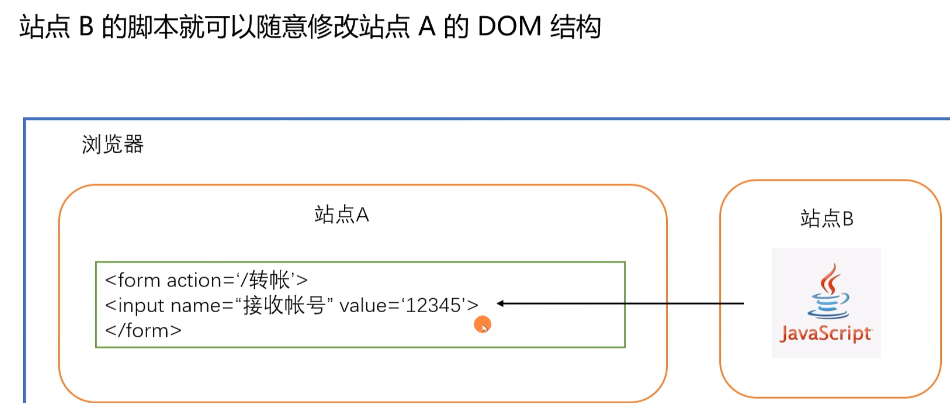 站点 B 的脚本就可以随意修改站点 A 的 DOM 结构
浏览器
站点A
<form action=‘/转帐’>
<input name=“接收帐号” value=‘12345’>
</form>
站点B
JavaScript